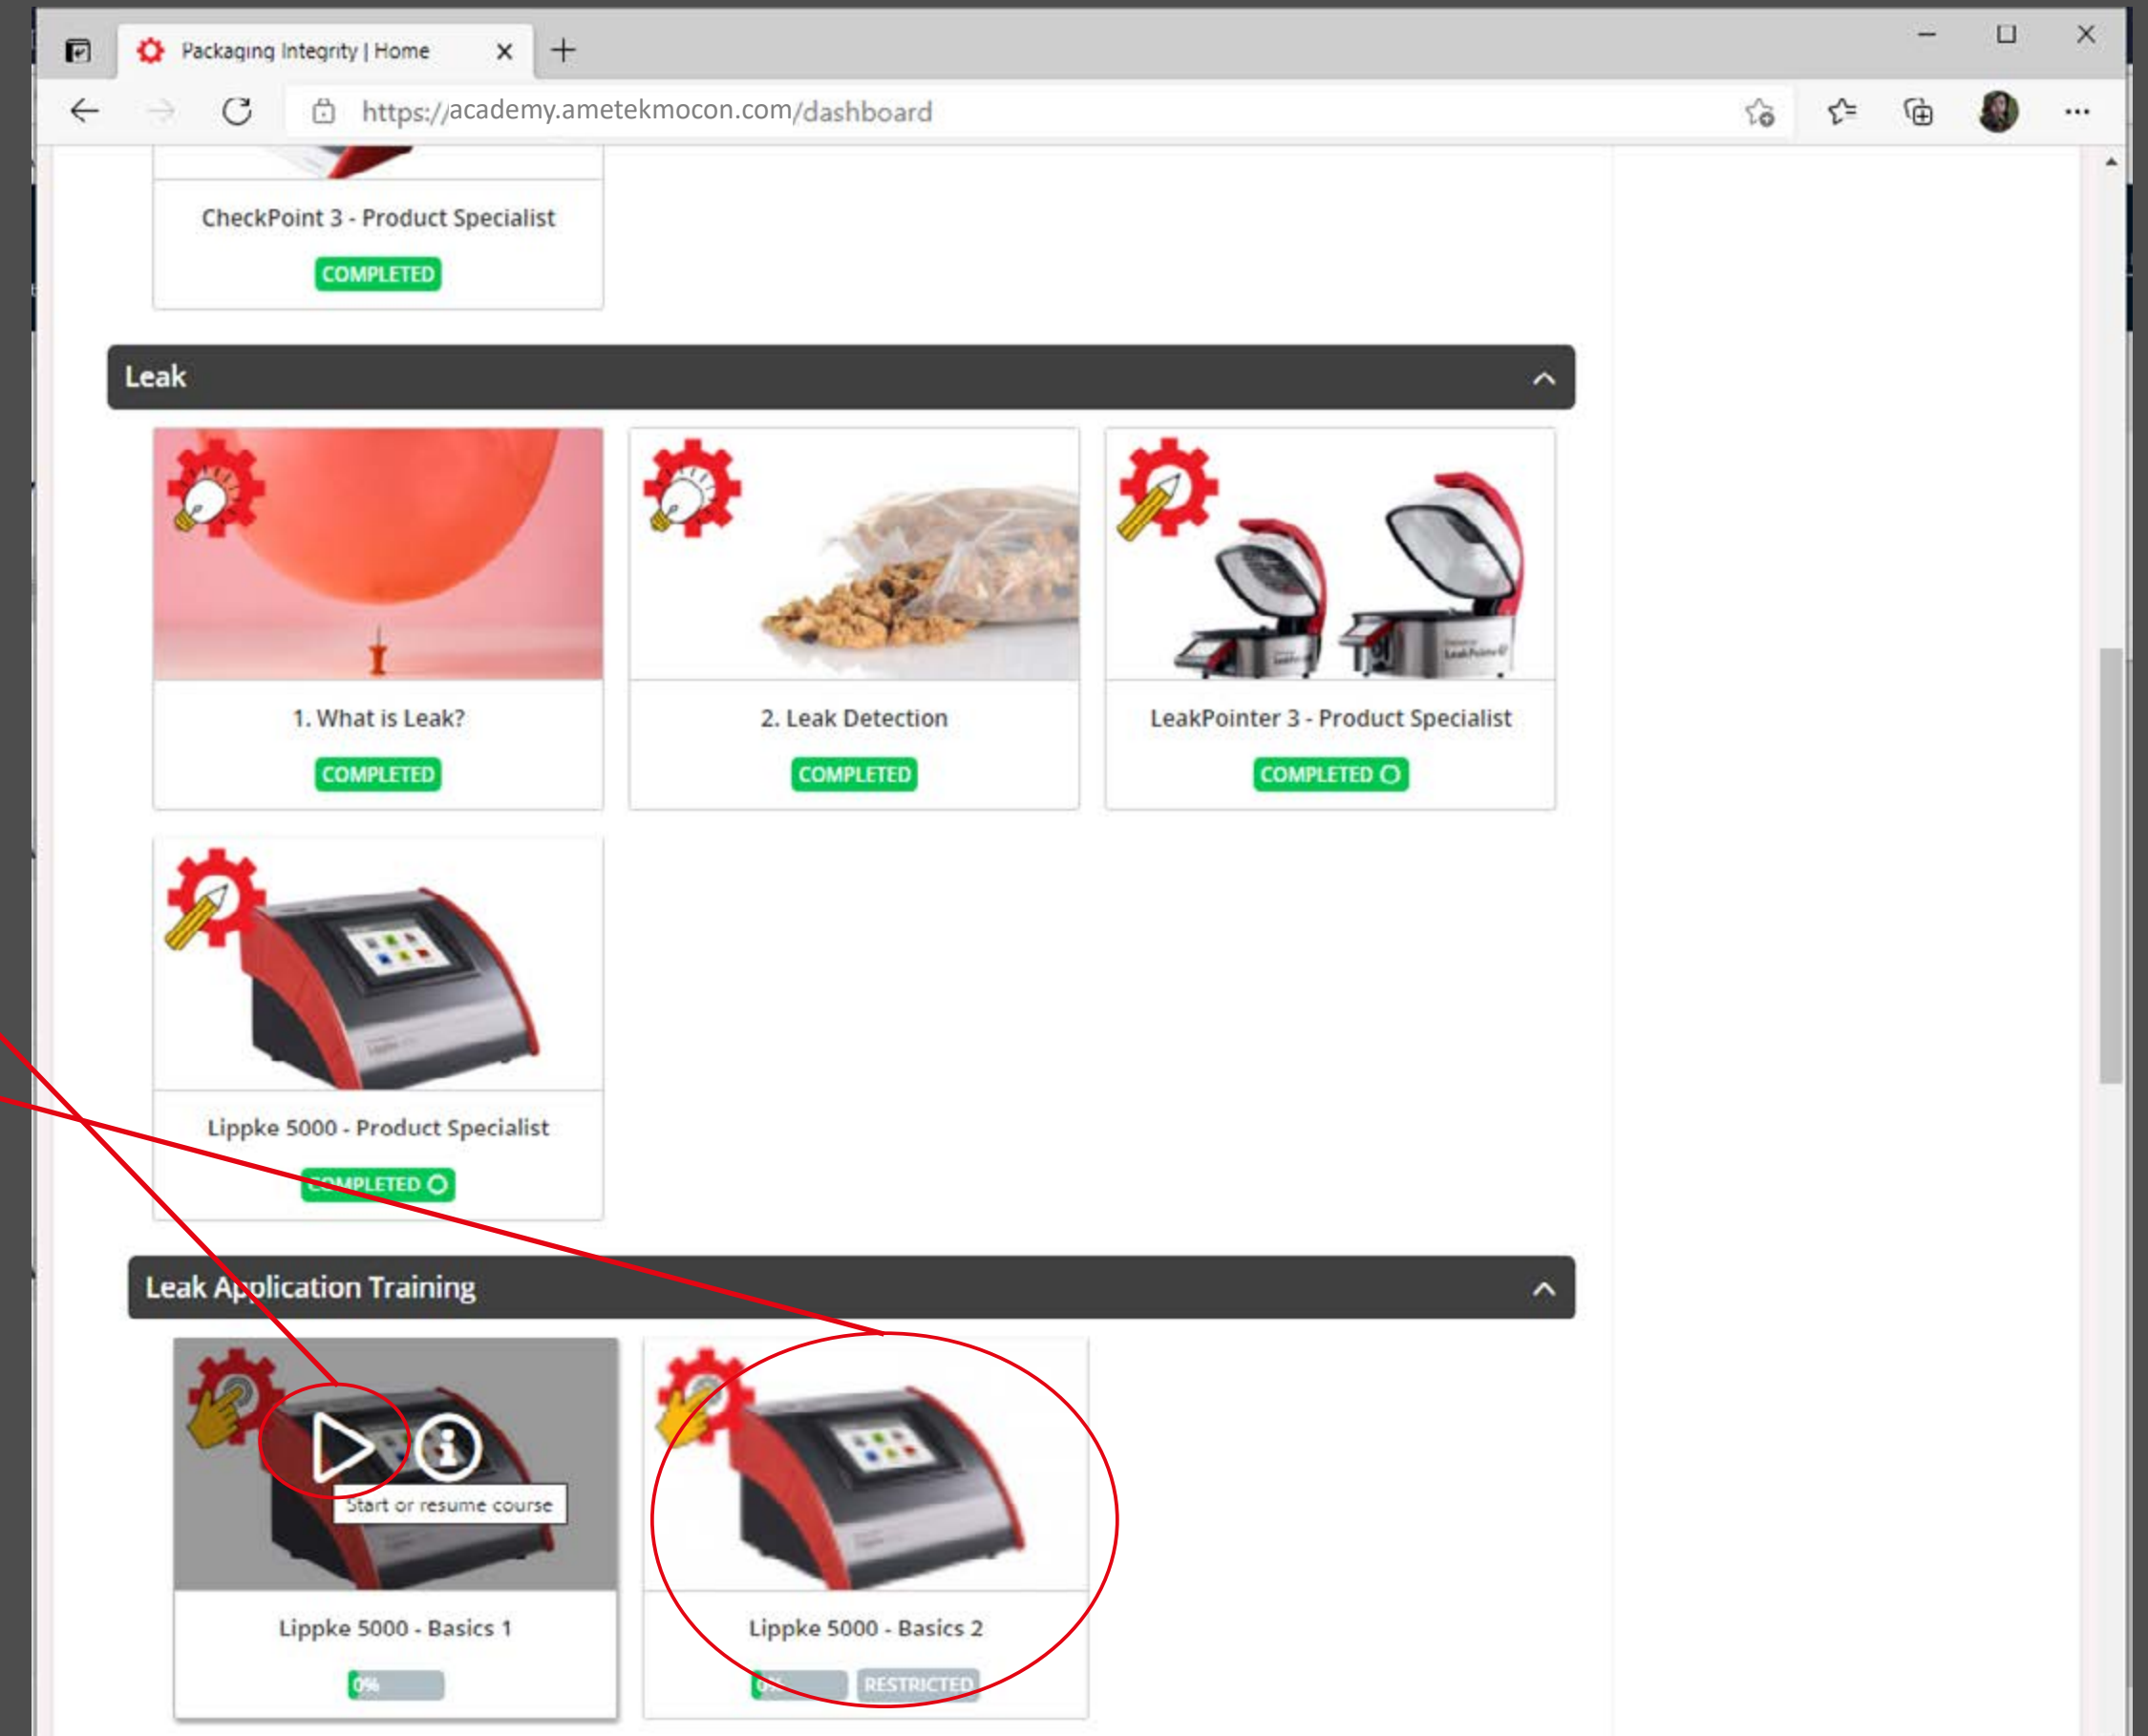 Packaging Integrity | Home
https://academy.ametekmocon.com/dashboard
CheckPoint 3 - Product Specialist
COMPLETED
Leak
1. What is Leak?
COMPLETED
2. Leak Detection
COMPLETED
LeakPointer 3 - Product Specialist
COMPLETED
Lippke 5000 - Product Specialist
COMPLETED
Leak Application Training
Start or resume course
Lippke 5000 - Basics 1
0%
Lippke 5000 - Basics 2
0%
RESTRICTED